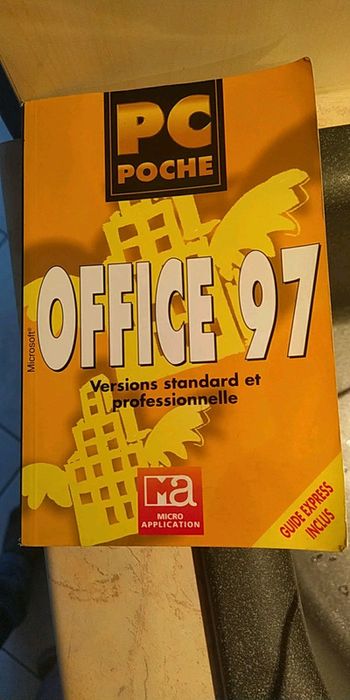 PC
POCHE
Microsoft®
OFFICE 97
Versions standard et
professionnelle
Ma
MICRO
APPLICATION
GUIDE EXPRESS
INCLUS